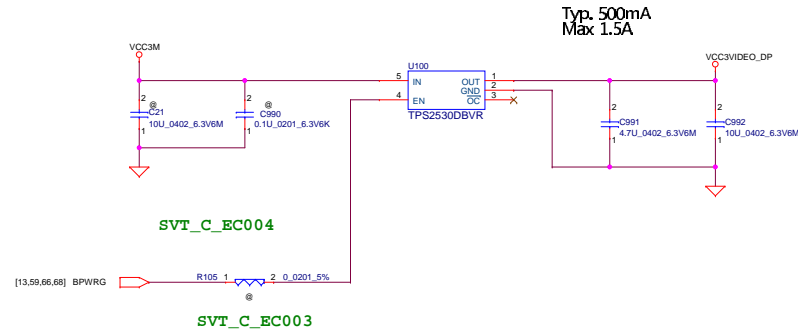 Typ. 500mA
Max 1.5A
VCC3M
VCC3VIDEO_DP
U100
5 IN OUT 1
GND 2
4 EN OC 3
TPS2530DBVR
2 @
C21
10U_0402_6.3V6M
1
2 @
C990
0.1U_0201_6.3V6K
1
2
C991
4.7U_0402_6.3V6M
1
2
C992
10U_0402_6.3V6M
1
SVT_C_EC004
[13,59,66,68] BPWRG
R105 1 2 0_0201_5%
@
SVT_C_EC003